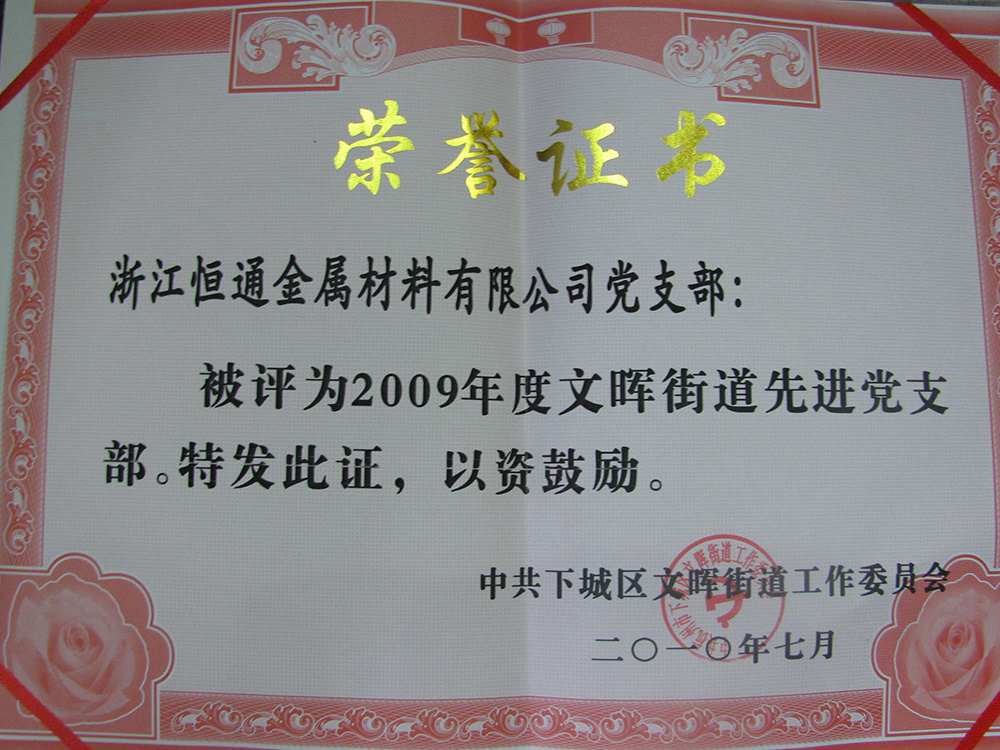 荣誉证书
浙江恒通金属材料有限公司党支部：
被评为2009年度文晖街道先进党支
部。特发此证，以资鼓励。
中共下城区文晖街道工作委员会
二〇一〇年七月